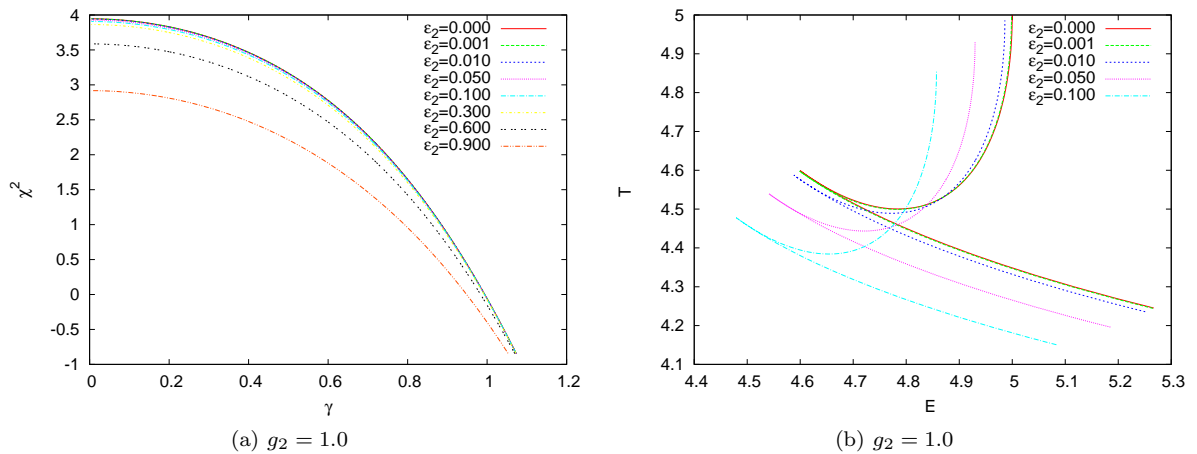 4
3.5
3
2.5
2
1.5
1
0.5
0
-0.5
-1
0 0.2 0.4 0.6 0.8 1 1.2
χ²
γ
ε₂=0.000
ε₂=0.001
ε₂=0.010
ε₂=0.050
ε₂=0.100
ε₂=0.300
ε₂=0.600
ε₂=0.900
(a) g₂ = 1.0
5
4.9
4.8
4.7
4.6
4.5
4.4
4.3
4.2
4.1
4.4 4.5 4.6 4.7 4.8 4.9 5 5.1 5.2 5.3
T
E
ε₂=0.000
ε₂=0.001
ε₂=0.010
ε₂=0.050
ε₂=0.100
(b) g₂ = 1.0